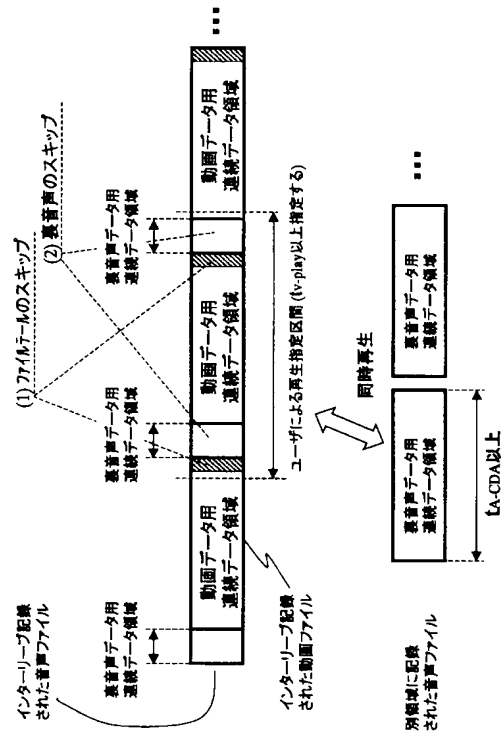 インターリーブ記録
された音声ファイル
(1) ファイルテールのスキップ
(2) 裏音声のスキップ
裏音声データ用
連続データ領域
裏音声データ用
連続データ領域
裏音声データ用
連続データ領域
動画データ用
連続データ領域
動画データ用
連続データ領域
動画データ用
連続データ領域
...
インターリーブ記録
された動画ファイル
ユーザによる再生指定区間 (tv-play以上指定する)
同時再生
別領域に記録
された音声ファイル
裏音声データ用
連続データ領域
裏音声データ用
連続データ領域
...
tA-CDA以上